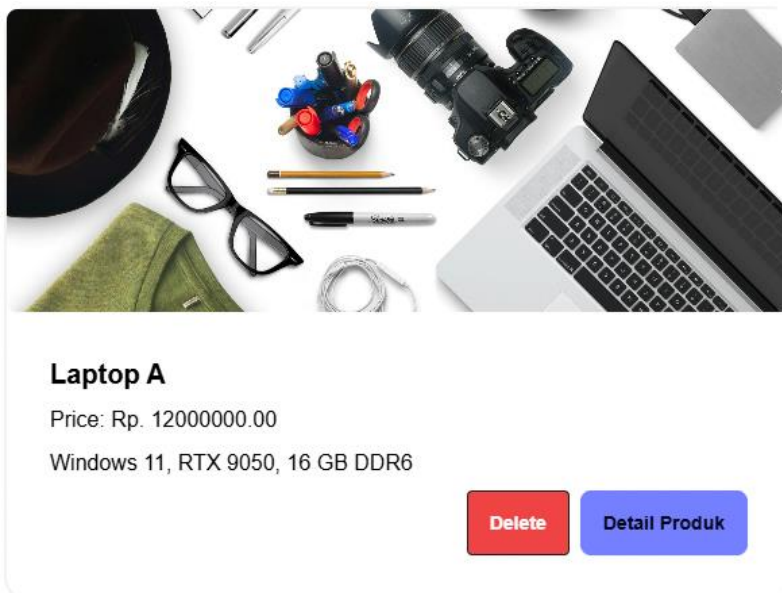 Laptop A
Price: Rp. 12000000.00
Windows 11, RTX 9050, 16 GB DDR6
Delete
Detail Produk